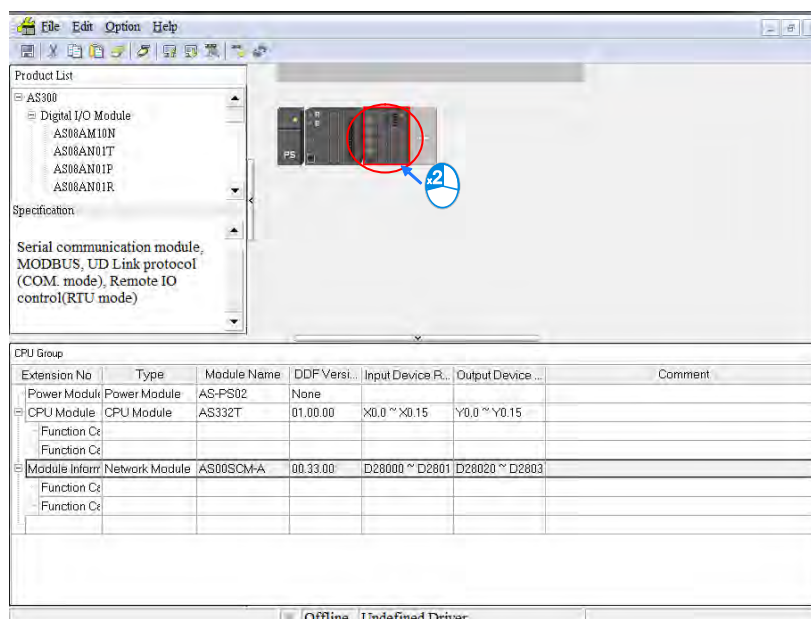 File Edit Option Help
Product List
AS300
Digital I/O Module
AS08AM10N
AS08AN01T
AS08AN01P
AS08AN01R
Specification
Serial communication module,
MODBUS, UD Link protocol
(COM. mode), Remote IO
control(RTU mode)
PS
x2
CPU Group
Extension No Type Module Name DDF Versi... Input Device R... Output Device ... Comment
Power Module Power Module AS-PS02 None
CPU Module CPU Module AS332T 01.00.00 X0.0 ~ X0.15 Y0.0 ~ Y0.15
Function Ca
Function Ca
Module Inform Network Module AS00SCM-A 00.33.00 D28000 ~ D2801 D28020 ~ D2803
Function Ca
Function Ca
Offline Undefined Driver